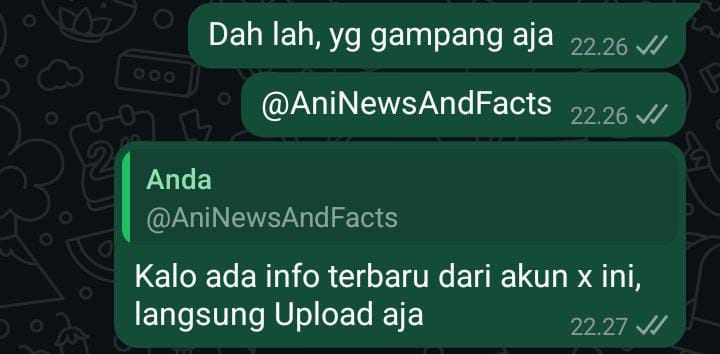 Dah lah, yg gampang aja 22.26
@AniNewsAndFacts 22.26
Anda
@AniNewsAndFacts
Kalo ada info terbaru dari akun x ini,
langsung Upload aja 22.27